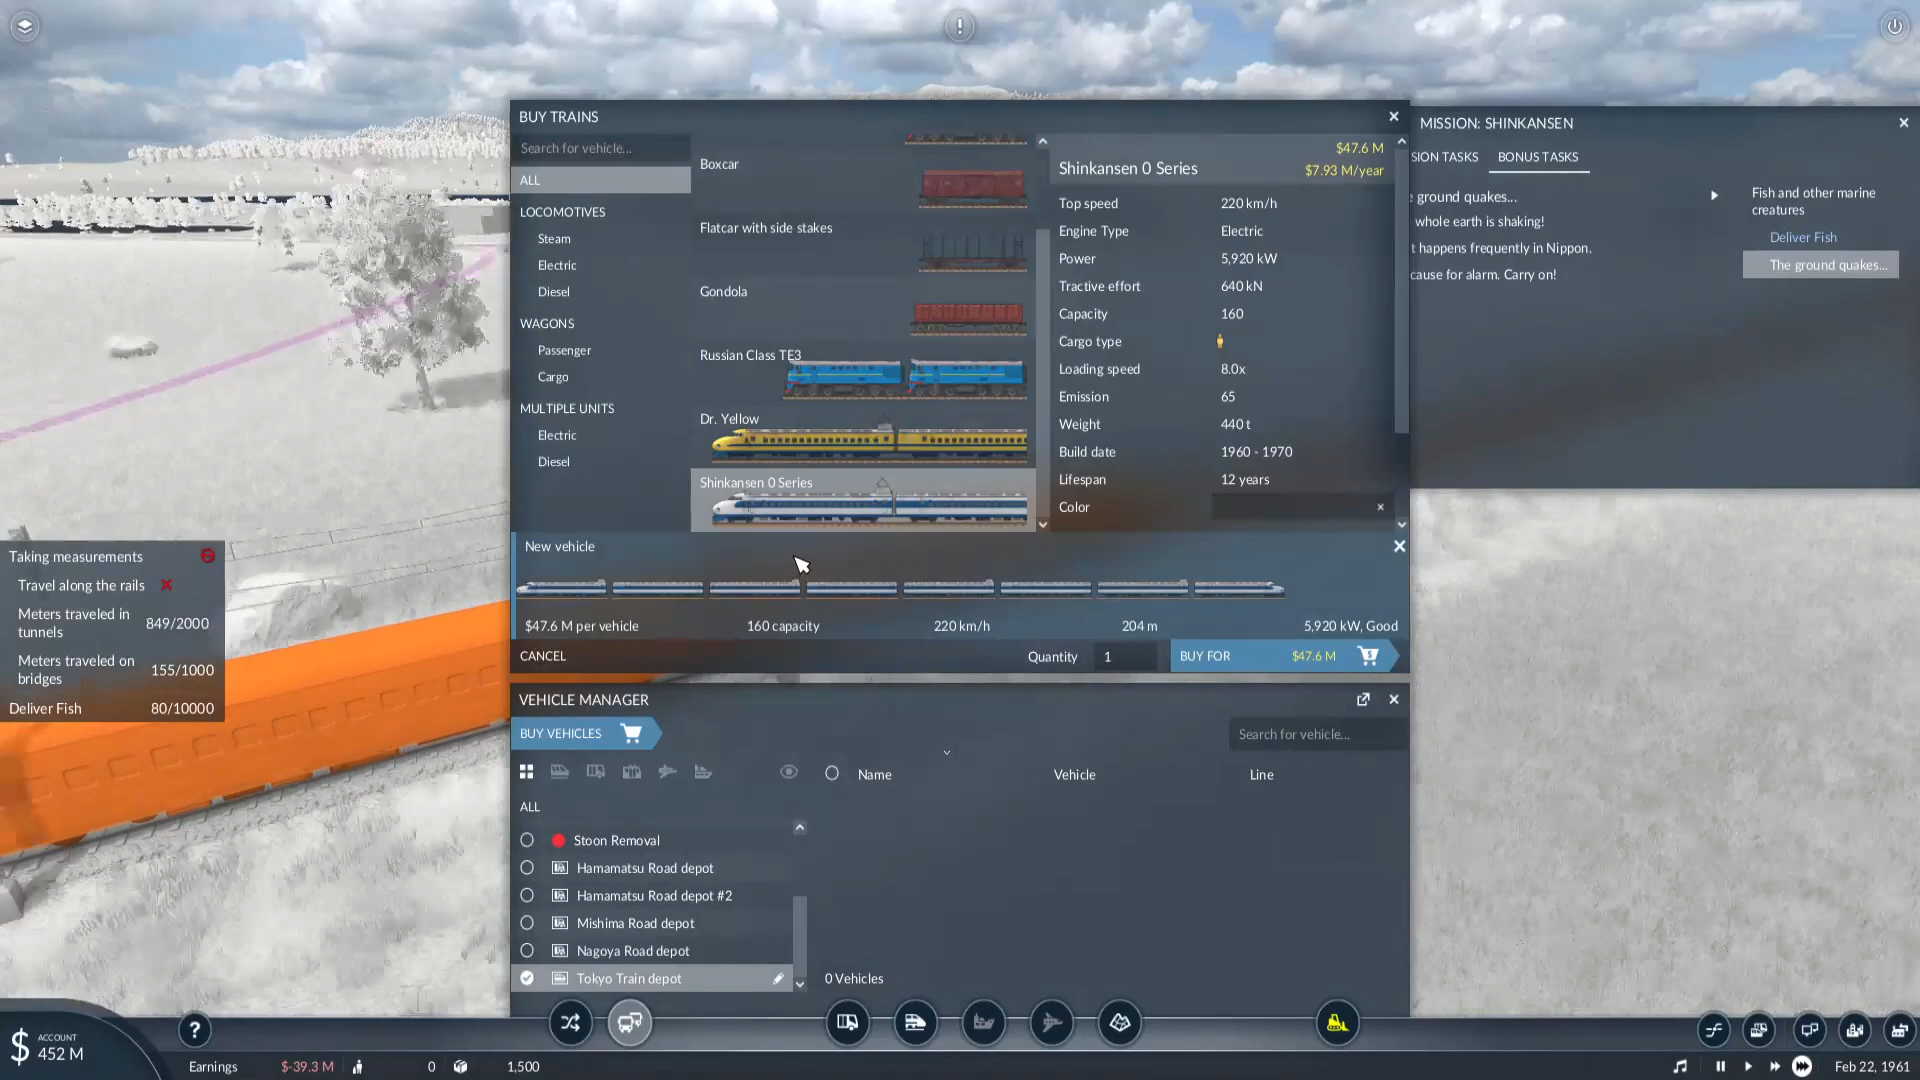 BUY TRAINS
Search for vehicle...
ALL
LOCOMOTIVES
Steam
Electric
Diesel
WAGONS
Passenger
Cargo
MULTIPLE UNITS
Electric
Diesel
Boxcar
Flatcar with side stakes
Gondola
Russian Class TE3
Dr. Yellow
Shinkansen 0 Series
$47.6 M
Shinkansen 0 Series
$7.93 M/year
Top speed 220 km/h
Engine Type Electric
Power 5,920 kW
Tractive effort 640 kN
Capacity 160
Cargo type
Loading speed 8.0x
Emission 65
Weight 440 t
Build date 1960 - 1970
Lifespan 12 years
Color
New vehicle
$47.6 M per vehicle 160 capacity 220 km/h 204 m 5,920 kW, Good
CANCEL Quantity 1 BUY FOR $47.6 M
MISSION: SHINKANSEN
SION TASKS BONUS TASKS
e ground quakes...
whole earth is shaking!
t happens frequently in Nippon.
cause for alarm. Carry on!
Fish and other marine
creatures
Deliver Fish
The ground quakes...
Taking measurements
Travel along the rails
Meters traveled in
tunnels 849/2000
Meters traveled on
bridges 155/1000
Deliver Fish 80/10000
VEHICLE MANAGER
BUY VEHICLES
Search for vehicle...
Name Vehicle Line
ALL
Stoon Removal
Hamamatsu Road depot
Hamamatsu Road depot #2
Mishima Road depot
Nagoya Road depot
Tokyo Train depot
0 Vehicles
$ ACCOUNT
452 M
?
Earnings $-39.3 M 0 1,500
Feb 22, 1961